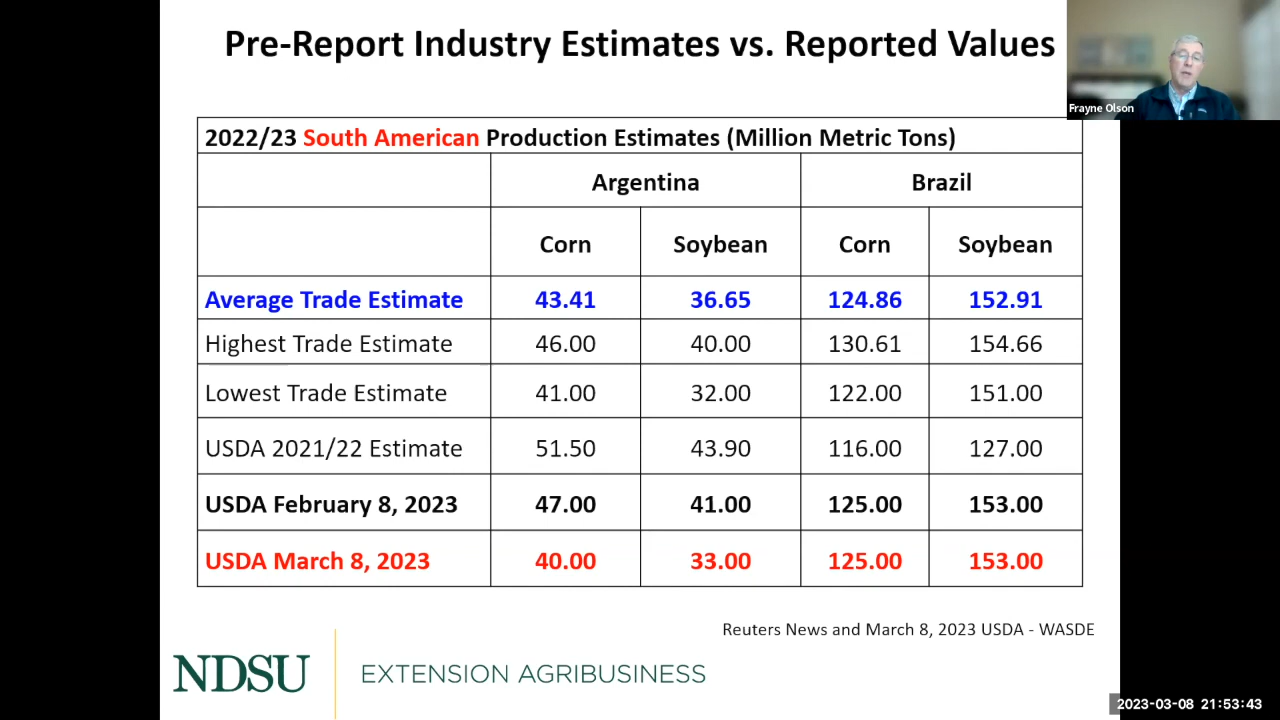 Pre-Report Industry Estimates vs. Reported Values
Frayne Olson
2022/23 South American Production Estimates (Million Metric Tons)
Argentina Brazil
Corn Soybean Corn Soybean
Average Trade Estimate 43.41 36.65 124.86 152.91
Highest Trade Estimate 46.00 40.00 130.61 154.66
Lowest Trade Estimate 41.00 32.00 122.00 151.00
USDA 2021/22 Estimate 51.50 43.90 116.00 127.00
USDA February 8, 2023 47.00 41.00 125.00 153.00
USDA March 8, 2023 40.00 33.00 125.00 153.00
Reuters News and March 8, 2023 USDA - WASDE
NDSU EXTENSION AGRIBUSINESS
2023-03-08 21:53:43